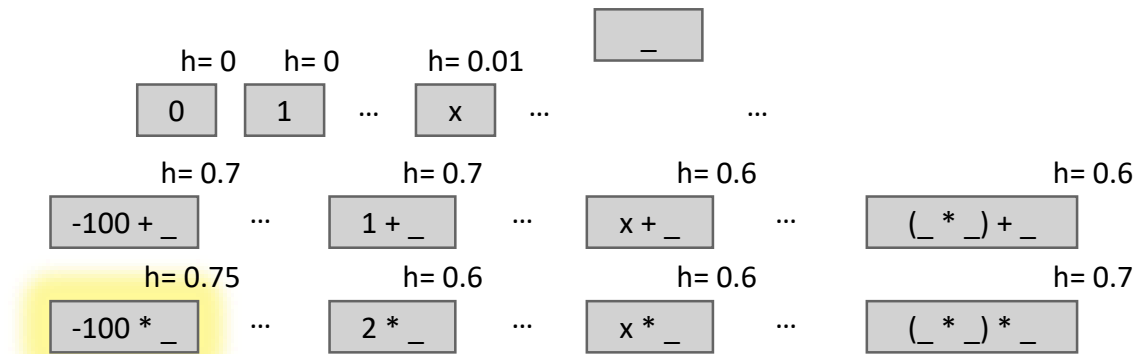 _
h= 0 h= 0 h= 0.01
0 1 ... x ... ...
h= 0.7 h= 0.7 h= 0.6 h= 0.6
-100 + _ ... 1 + _ ... x + _ ... (_ * _) + _
h= 0.75 h= 0.6 h= 0.6 h= 0.7
-100 * _ ... 2 * _ ... x * _ ... (_ * _) * _